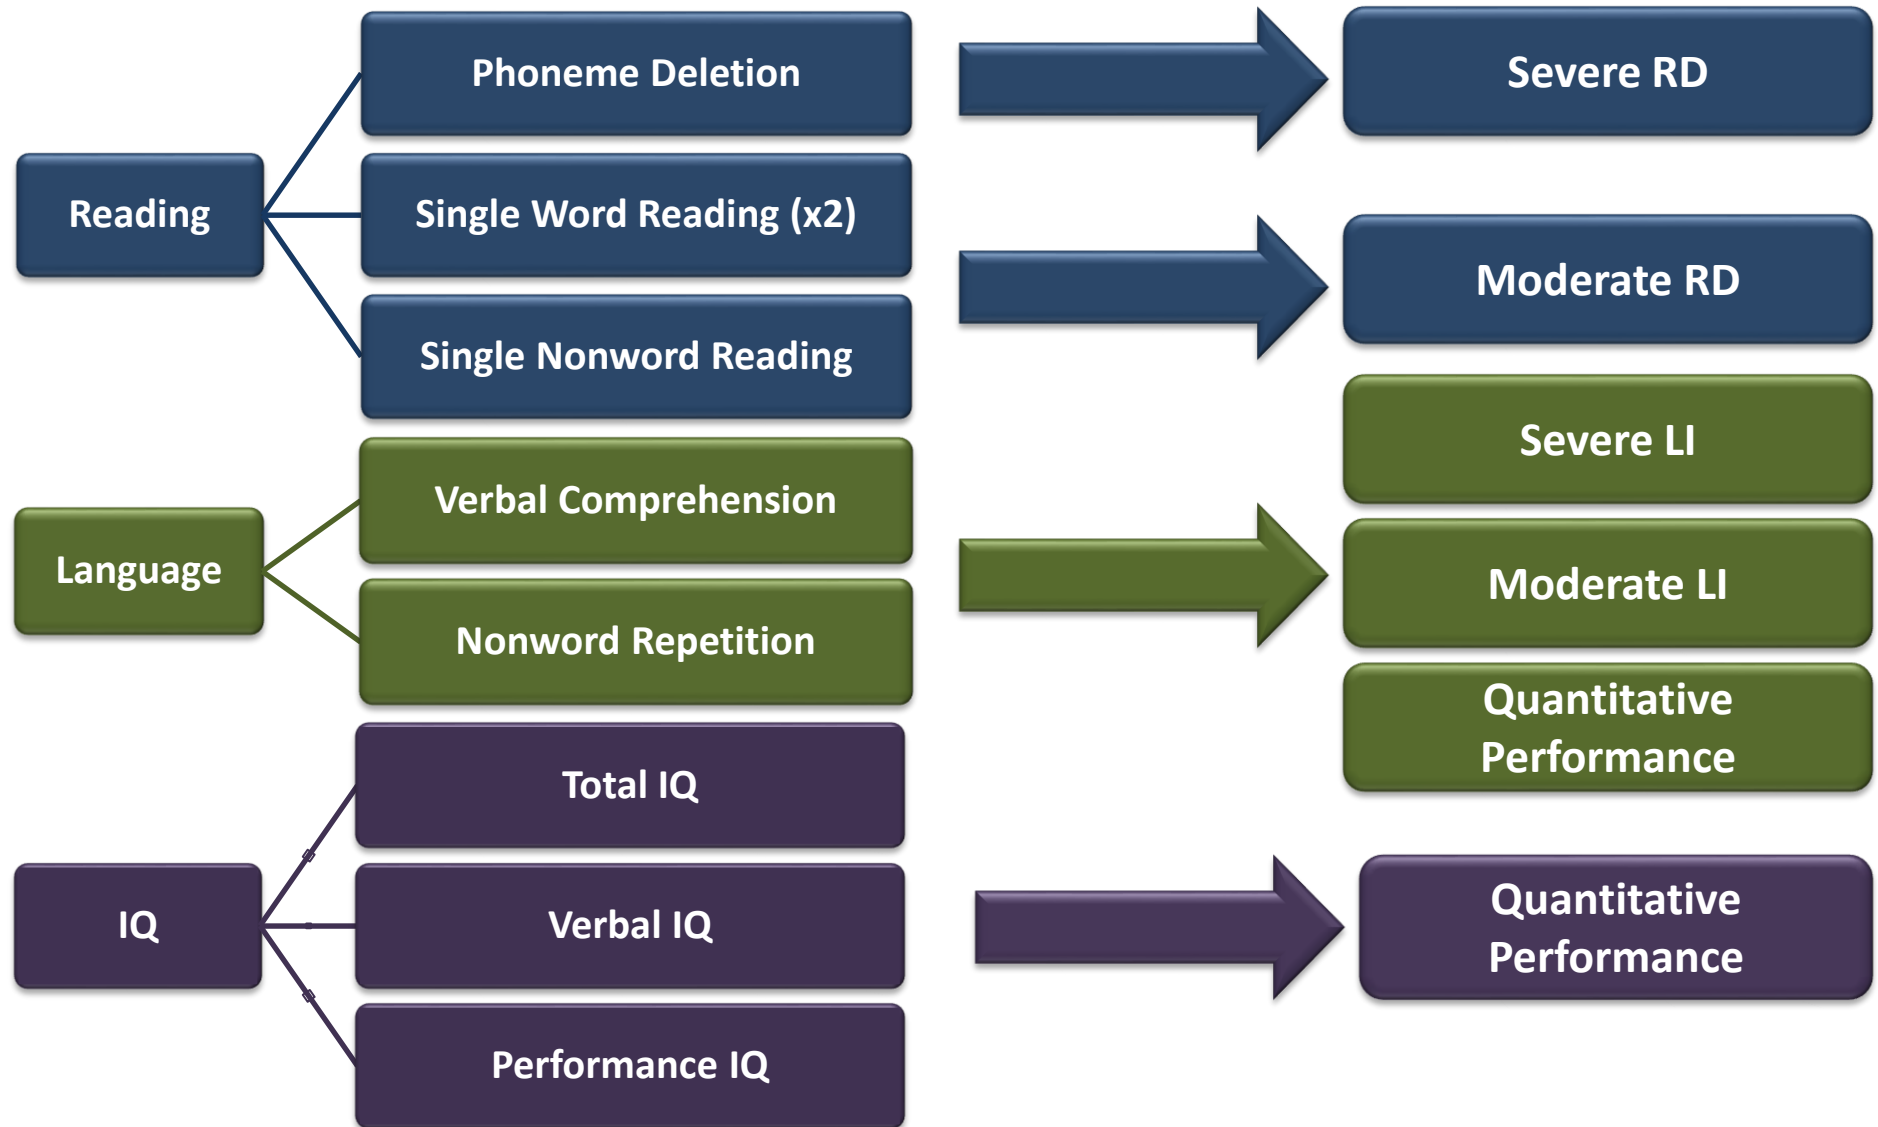 Reading
Phoneme Deletion
Single Word Reading (x2)
Single Nonword Reading
Severe RD
Moderate RD
Language
Verbal Comprehension
Nonword Repetition
Severe LI
Moderate LI
Quantitative
Performance
IQ
Total IQ
Verbal IQ
Performance IQ
Quantitative
Performance